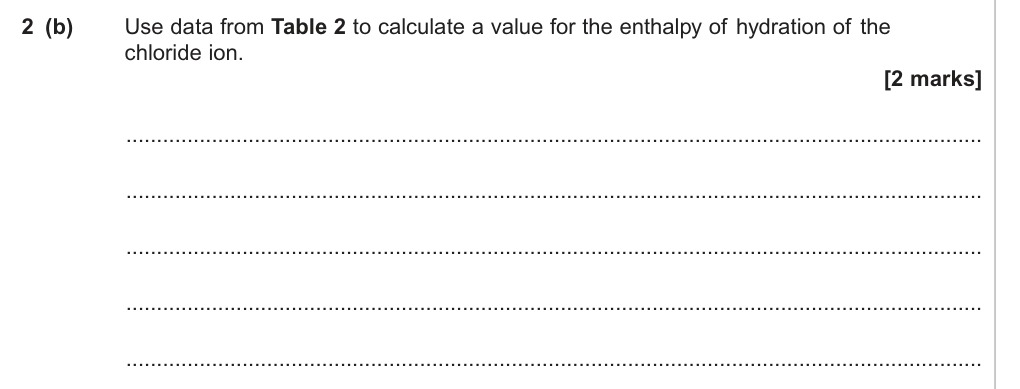 2 (b) Use data from Table 2 to calculate a value for the enthalpy of hydration of the
chloride ion.
[2 marks]